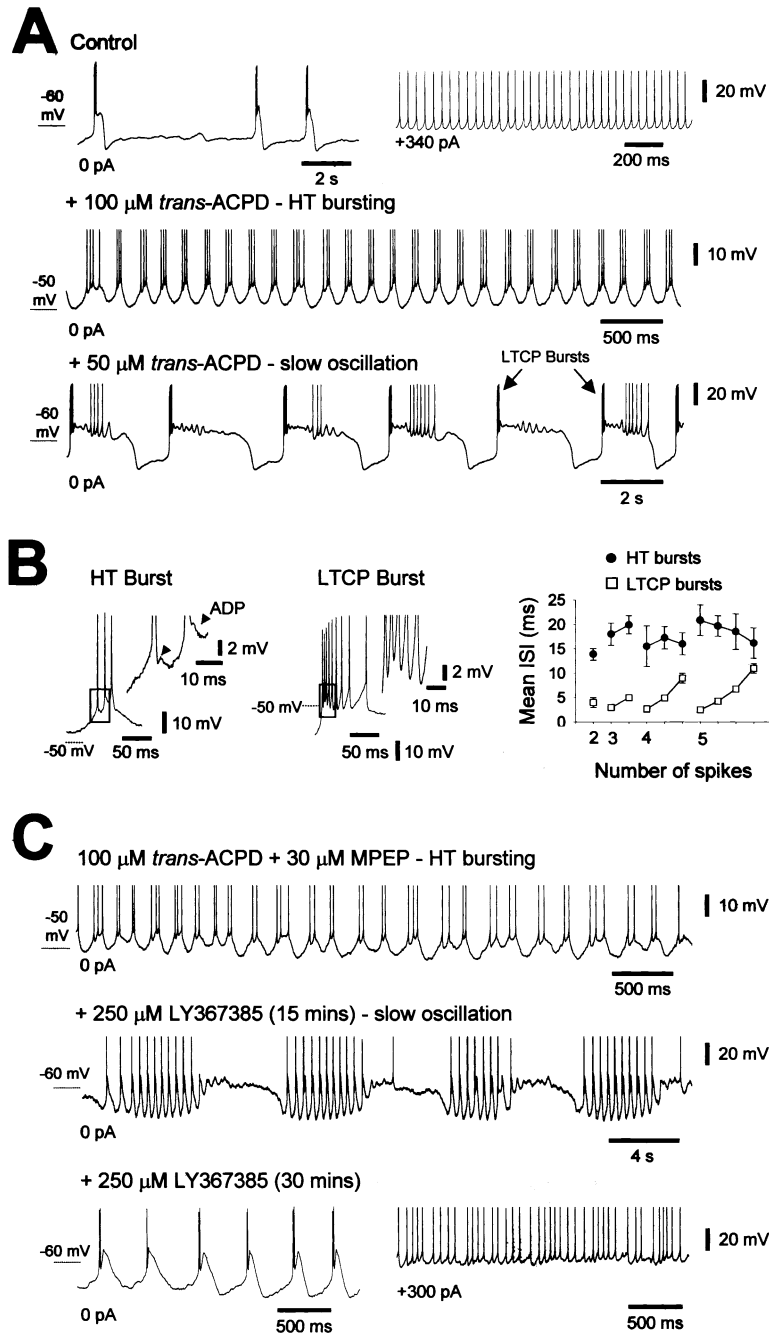 A
Control
-60
mV
0 pA
2 s
+340 pA
20 mV
200 ms
+ 100 μM trans-ACPD - HT bursting
-50
mV
0 pA
10 mV
500 ms
+ 50 μM trans-ACPD - slow oscillation
LTCP Bursts
-60
mV
0 pA
20 mV
2 s
B
HT Burst
ADP
2 mV
10 ms
10 mV
-50 mV
50 ms
LTCP Burst
2 mV
10 ms
-50 mV
50 ms
10 mV
HT bursts
LTCP bursts
Mean ISI (ms)
25
20
15
10
5
0
2 3 4 5
Number of spikes
C
100 μM trans-ACPD + 30 μM MPEP - HT bursting
-50
mV
0 pA
10 mV
500 ms
+ 250 μM LY367385 (15 mins) - slow oscillation
-60 mV
0 pA
20 mV
4 s
+ 250 μM LY367385 (30 mins)
-60 mV
0 pA
500 ms
+300 pA
20 mV
500 ms